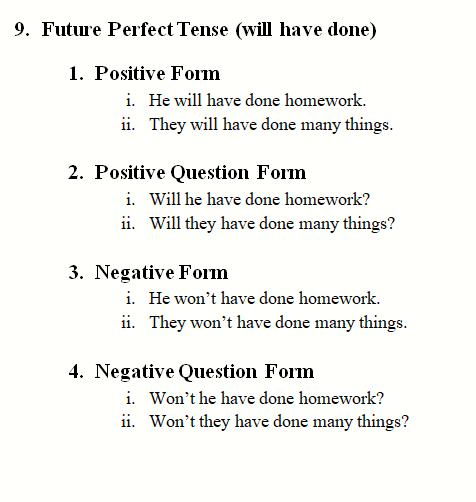 9. Future Perfect Tense (will have done)
1. Positive Form
i. He will have done homework.
ii. They will have done many things.
2. Positive Question Form
i. Will he have done homework?
ii. Will they have done many things?
3. Negative Form
i. He won’t have done homework.
ii. They won’t have done many things.
4. Negative Question Form
i. Won’t he have done homework?
ii. Won’t they have done many things?